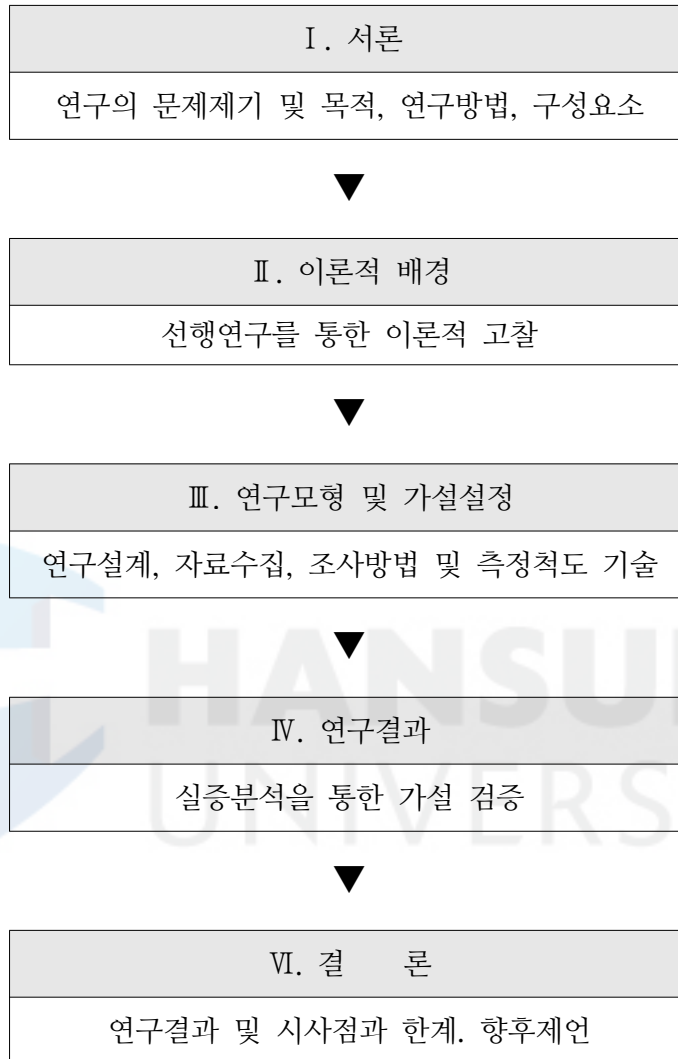 Ⅰ. 서론
연구의 문제제기 및 목적, 연구방법, 구성요소
▼
Ⅱ. 이론적 배경
선행연구를 통한 이론적 고찰
▼
Ⅲ. 연구모형 및 가설설정
연구설계, 자료수집, 조사방법 및 측정척도 기술
▼
HANSU
Ⅳ. 연구결과
실증분석을 통한 가설 검증
UNIVERS
▼
Ⅵ. 결 론
연구결과 및 시사점과 한계. 향후제언